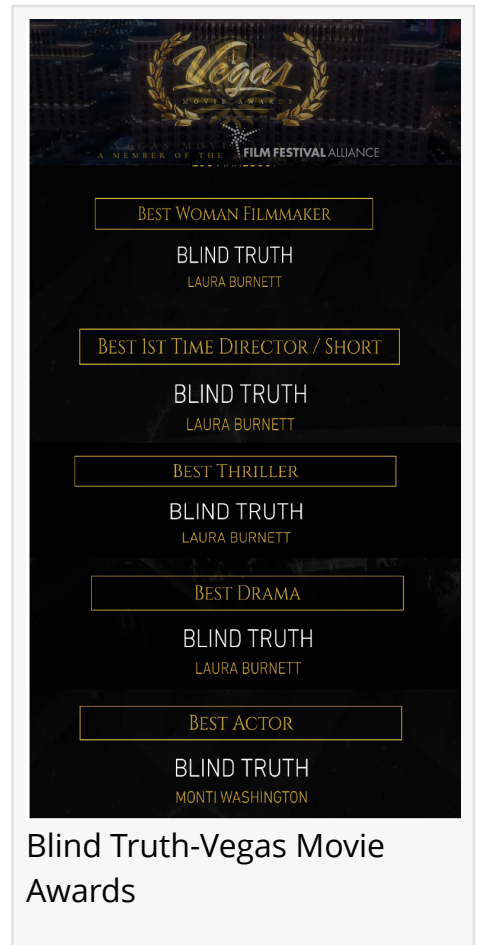 Vegas
MOVIE AWARDS
VEGAS MOVIE
A MEMBER OF THE FILM FESTIVAL ALLIANCE
BEST WOMAN FILMMAKER
BLIND TRUTH
LAURA BURNETT
BEST 1ST TIME DIRECTOR / SHORT
BLIND TRUTH
LAURA BURNETT
BEST THRILLER
BLIND TRUTH
LAURA BURNETT
BEST DRAMA
BLIND TRUTH
LAURA BURNETT
BEST ACTOR
BLIND TRUTH
MONTI WASHINGTON
Blind Truth-Vegas Movie
Awards